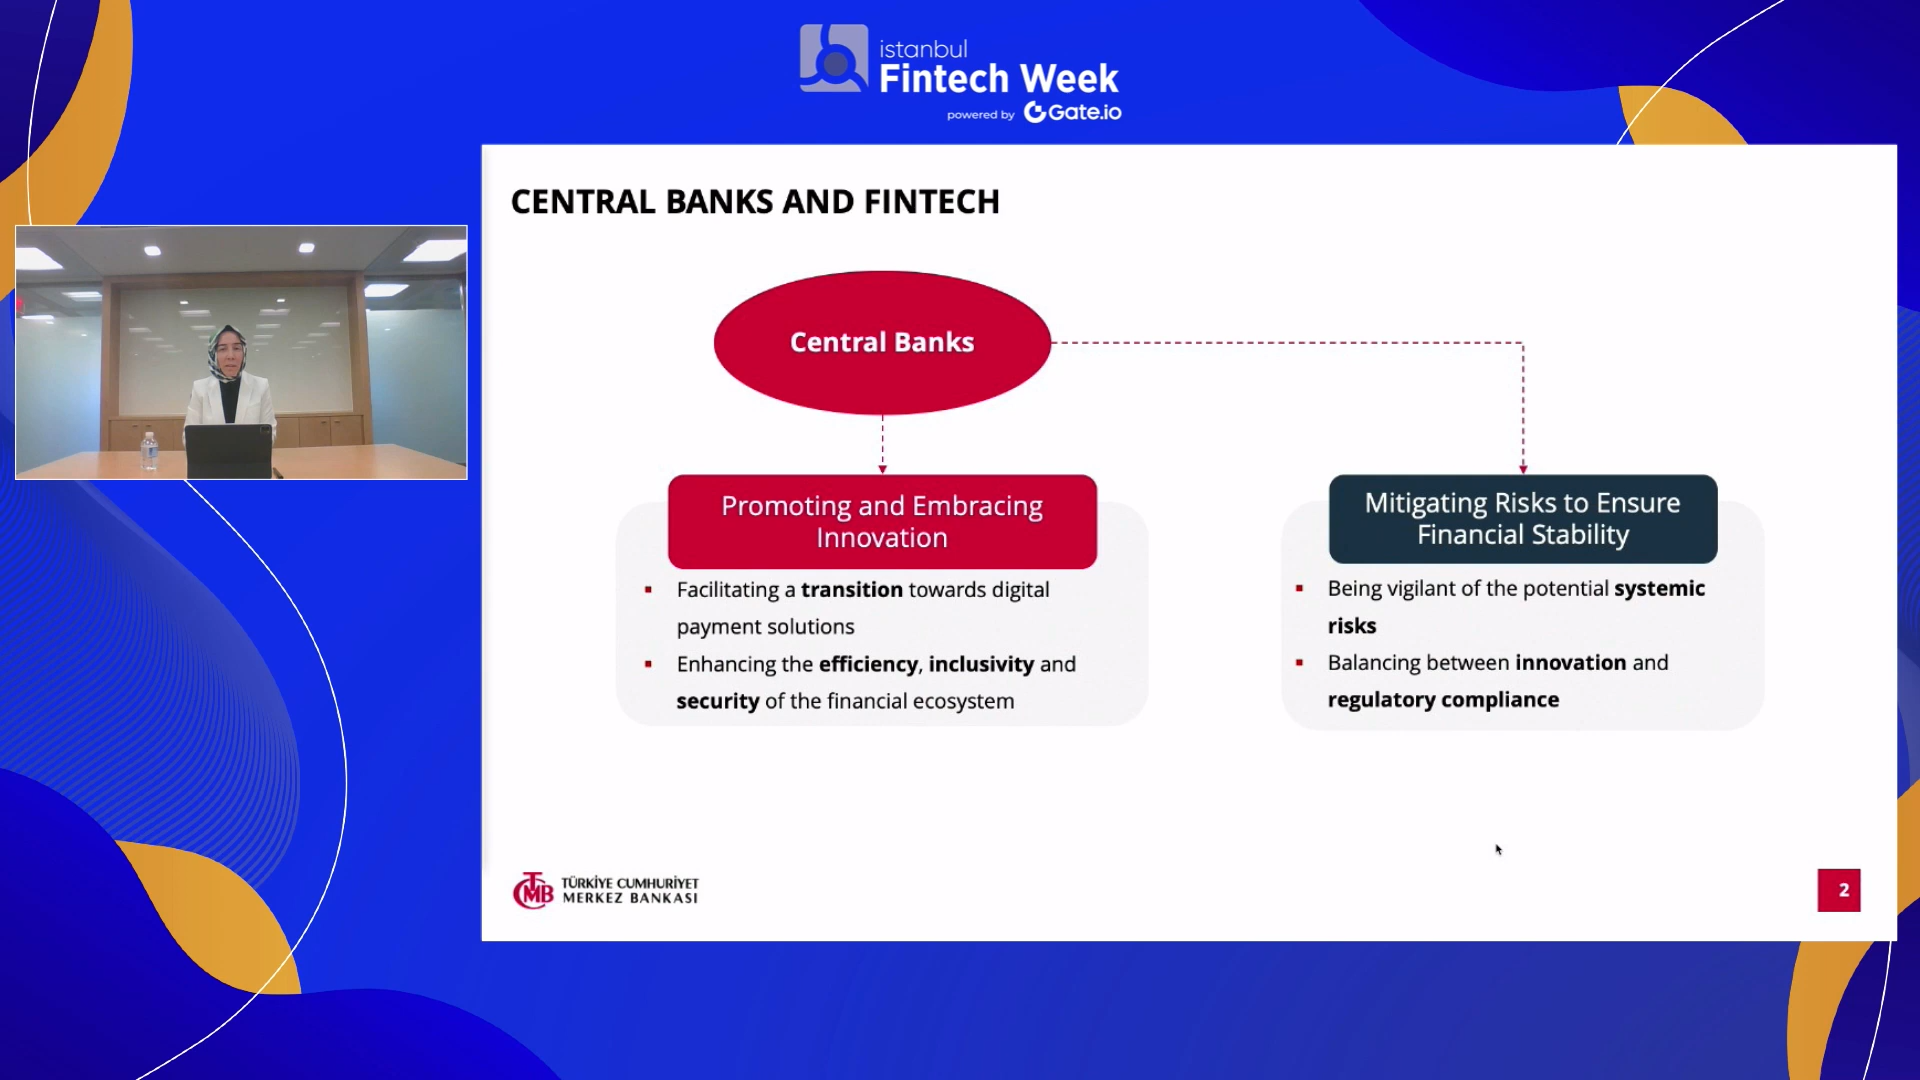 istanbul
Fintech Week
powered by Gate.io
CENTRAL BANKS AND FINTECH
Central Banks
Promoting and Embracing
Innovation
▪ Facilitating a transition towards digital
payment solutions
▪ Enhancing the efficiency, inclusivity and
security of the financial ecosystem
Mitigating Risks to Ensure
Financial Stability
▪ Being vigilant of the potential systemic
risks
▪ Balancing between innovation and
regulatory compliance
TCMB
TÜRKİYE CUMHURİYET
MERKEZ BANKASI
2